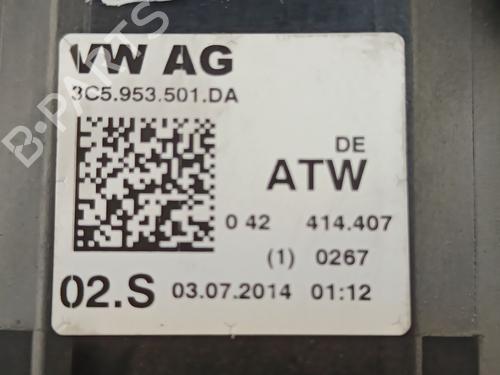 VW AG
3C5.953.501.DA
DE
ATW
0 42 414.407
(1) 0267
02.S 03.07.2014 01:12
B-PARTS